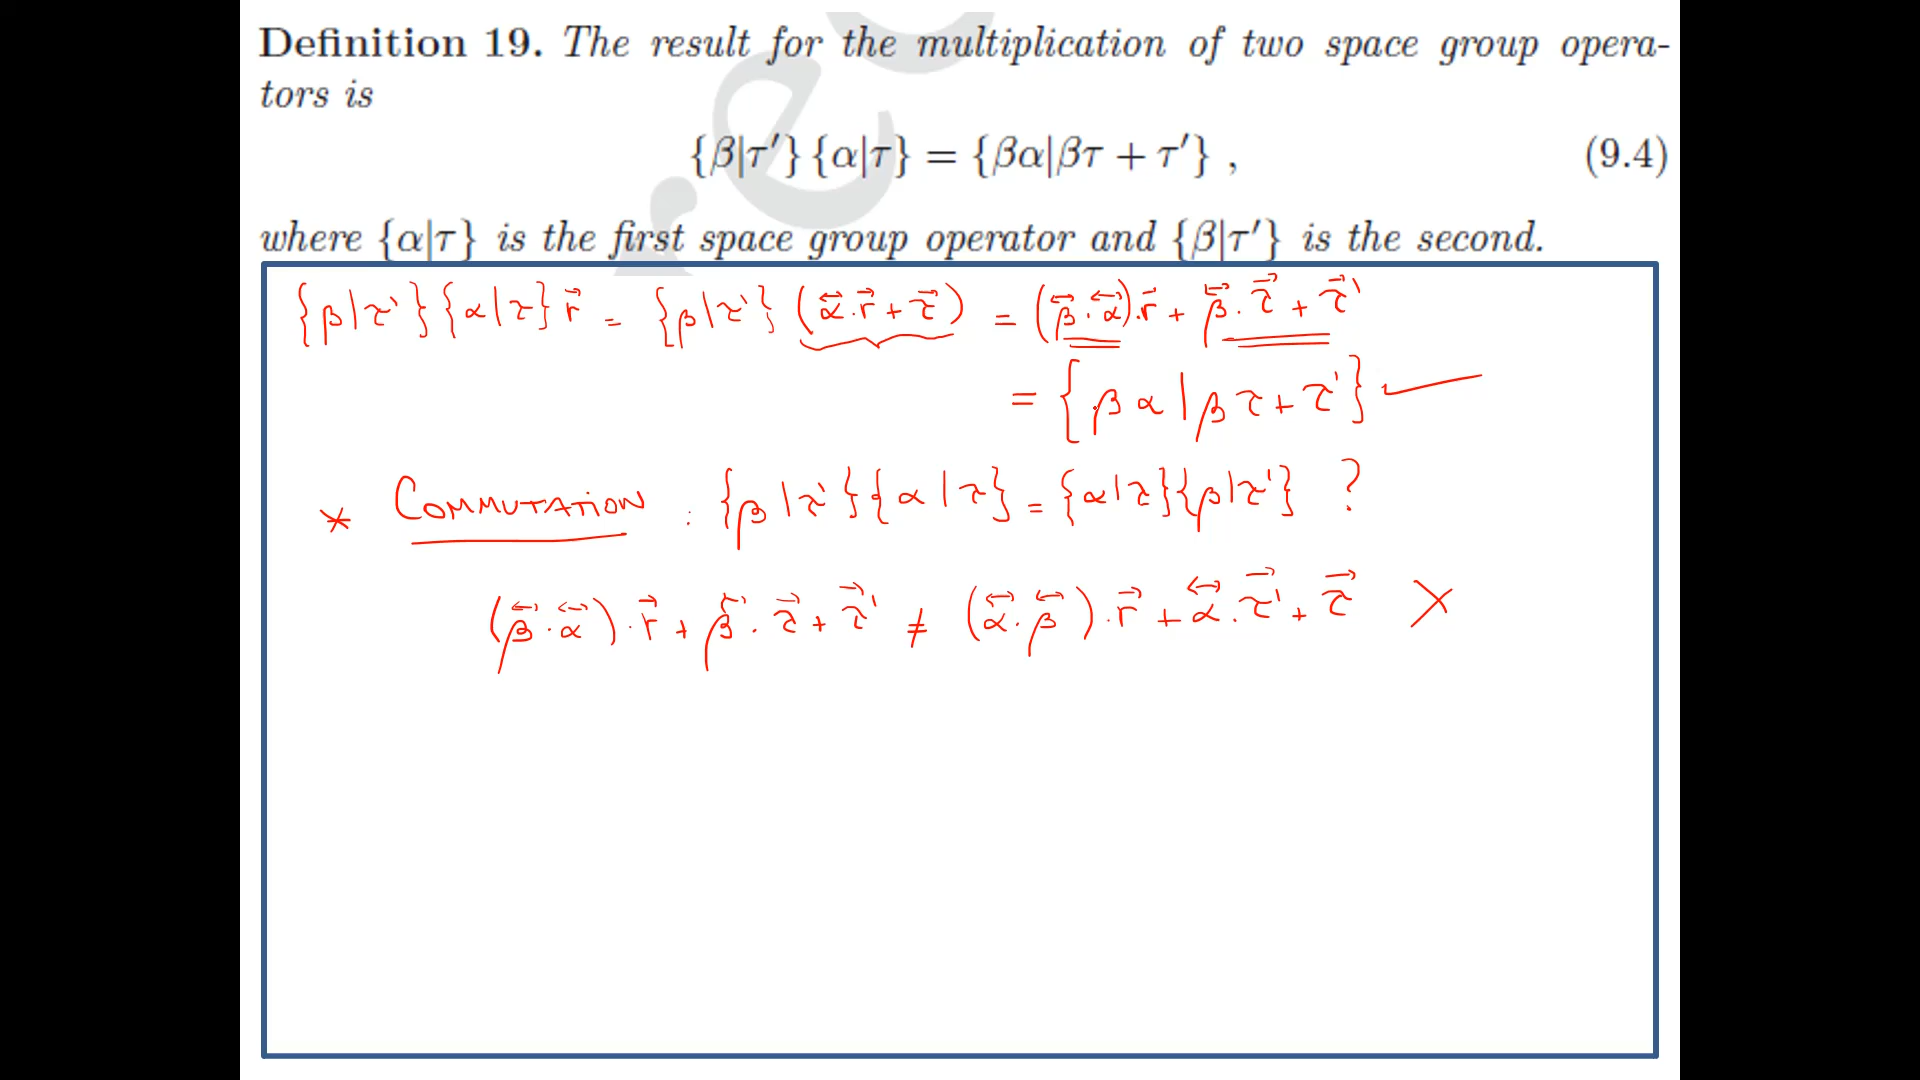 Definition 19. The result for the multiplication of two space group opera-
tors is
{β|τ′} {α|τ} = {βα|βτ + τ′} , (9.4)
where {α|τ} is the first space group operator and {β|τ′} is the second.
{β|τ'}{α|τ} r⃗ = {β|τ'} (α⃡·r⃗ + τ⃗) = (β⃡·α⃡)·r⃗ + β⃡·τ⃗ + τ⃗'
= {βα|βτ+τ'}
* COMMUTATION : {β|τ'}{α|τ} = {α|τ}{β|τ'} ?
(β⃡·α⃡)·r⃗ + β⃡·τ⃗ + τ⃗' ≠ (α⃡·β⃡)·r⃗ + α⃡·τ⃗' + τ⃗ ×